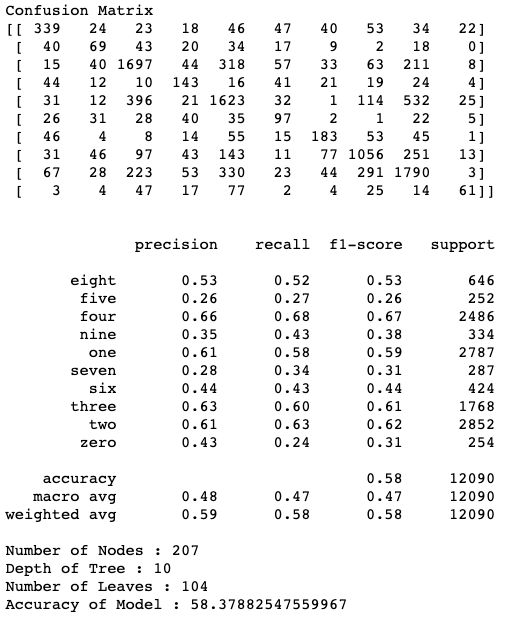 Confusion Matrix
[[ 339 24 23 18 46 47 40 53 34 22]
[ 40 69 43 20 34 17 9 2 18 0]
[ 15 40 1697 44 318 57 33 63 211 8]
[ 44 12 10 143 16 41 21 19 24 4]
[ 31 12 396 21 1623 32 1 114 532 25]
[ 26 31 28 40 35 97 2 1 22 5]
[ 46 4 8 14 55 15 183 53 45 1]
[ 31 46 97 43 143 11 77 1056 251 13]
[ 67 28 223 53 330 23 44 291 1790 3]
[ 3 4 47 17 77 2 4 25 14 61]]
precision recall f1-score support
eight 0.53 0.52 0.53 646
five 0.26 0.27 0.26 252
four 0.66 0.68 0.67 2486
nine 0.35 0.43 0.38 334
one 0.61 0.58 0.59 2787
seven 0.28 0.34 0.31 287
six 0.44 0.43 0.44 424
three 0.63 0.60 0.61 1768
two 0.61 0.63 0.62 2852
zero 0.43 0.24 0.31 254
accuracy 0.58 12090
macro avg 0.48 0.47 0.47 12090
weighted avg 0.59 0.58 0.58 12090
Number of Nodes : 207
Depth of Tree : 10
Number of Leaves : 104
Accuracy of Model : 58.37882547559967